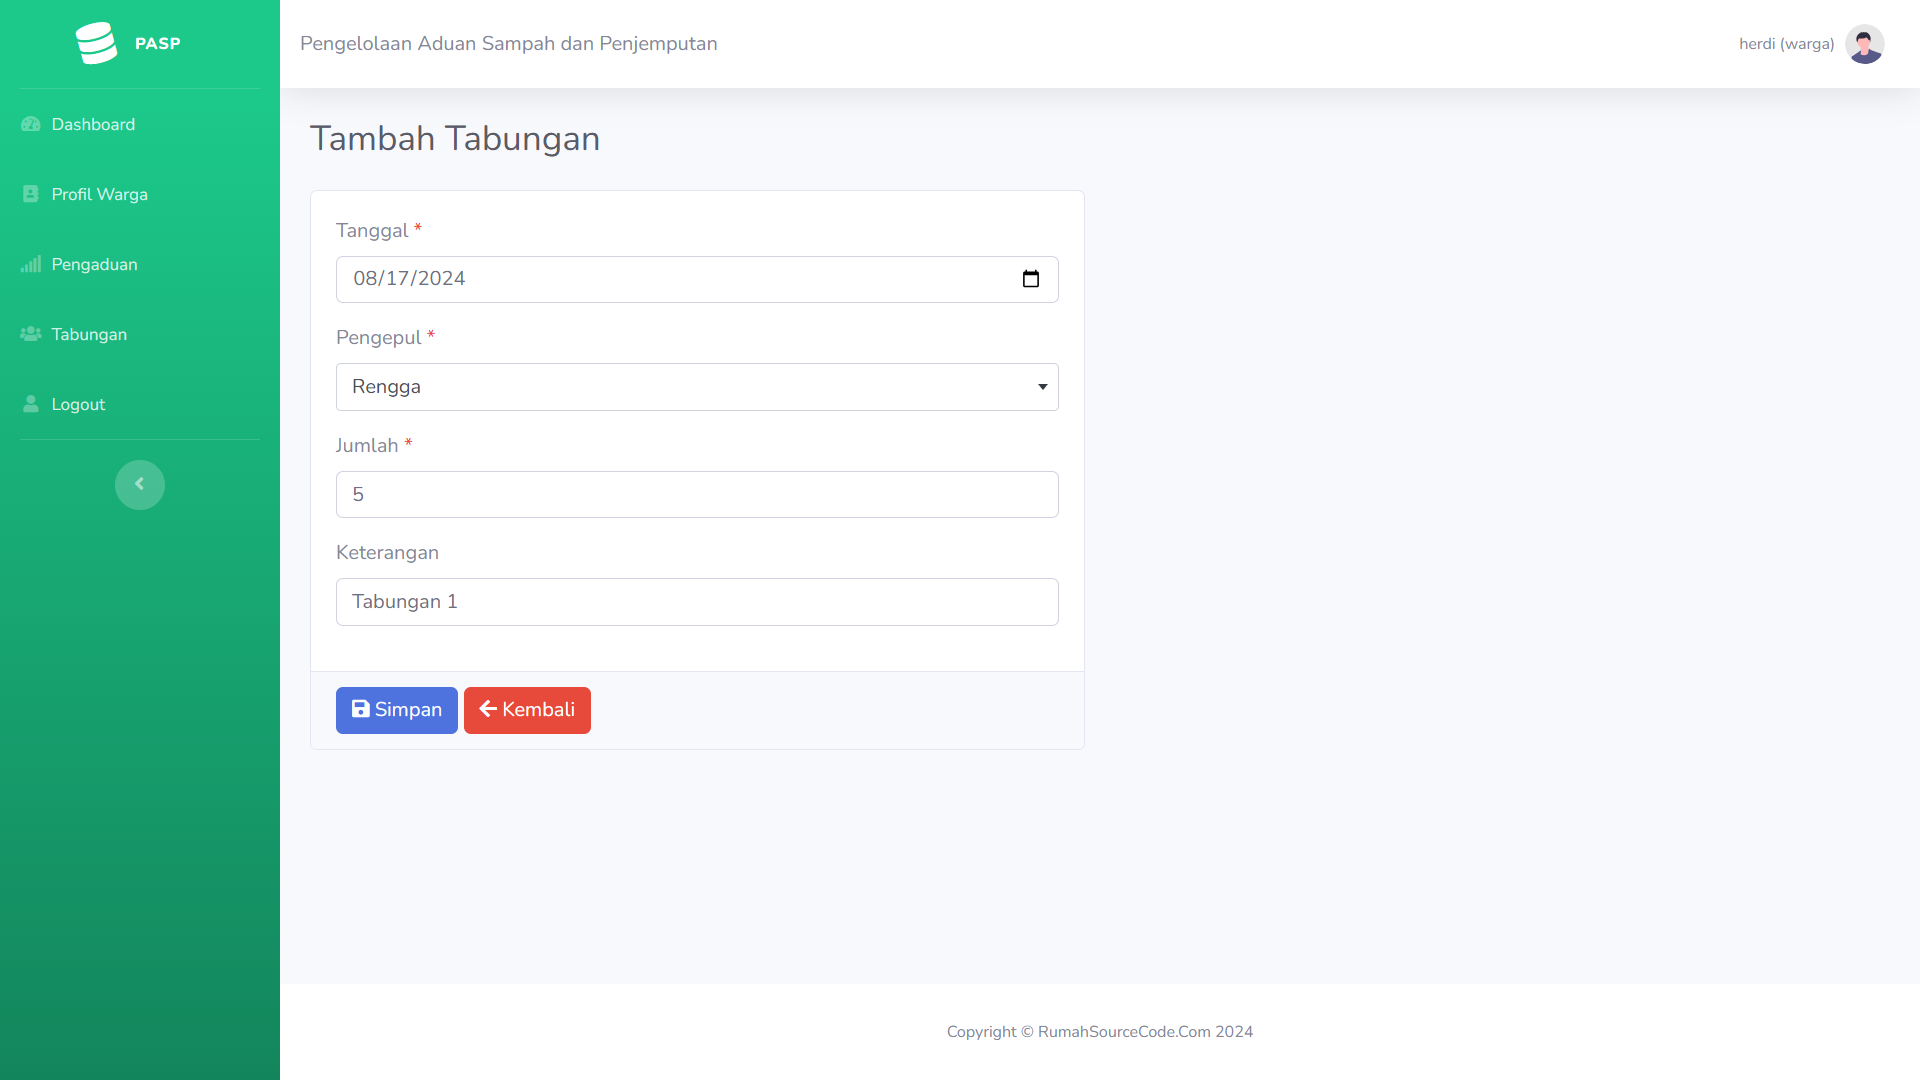 PASP
Pengelolaan Aduan Sampah dan Penjemputan
herdi (warga)
Dashboard
Profil Warga
Pengaduan
Tabungan
Logout
Tambah Tabungan
Tanggal *
08/17/2024
Pengepul *
Rengga
Jumlah *
5
Keterangan
Tabungan 1
Simpan
Kembali
Copyright © RumahSourceCode.Com 2024